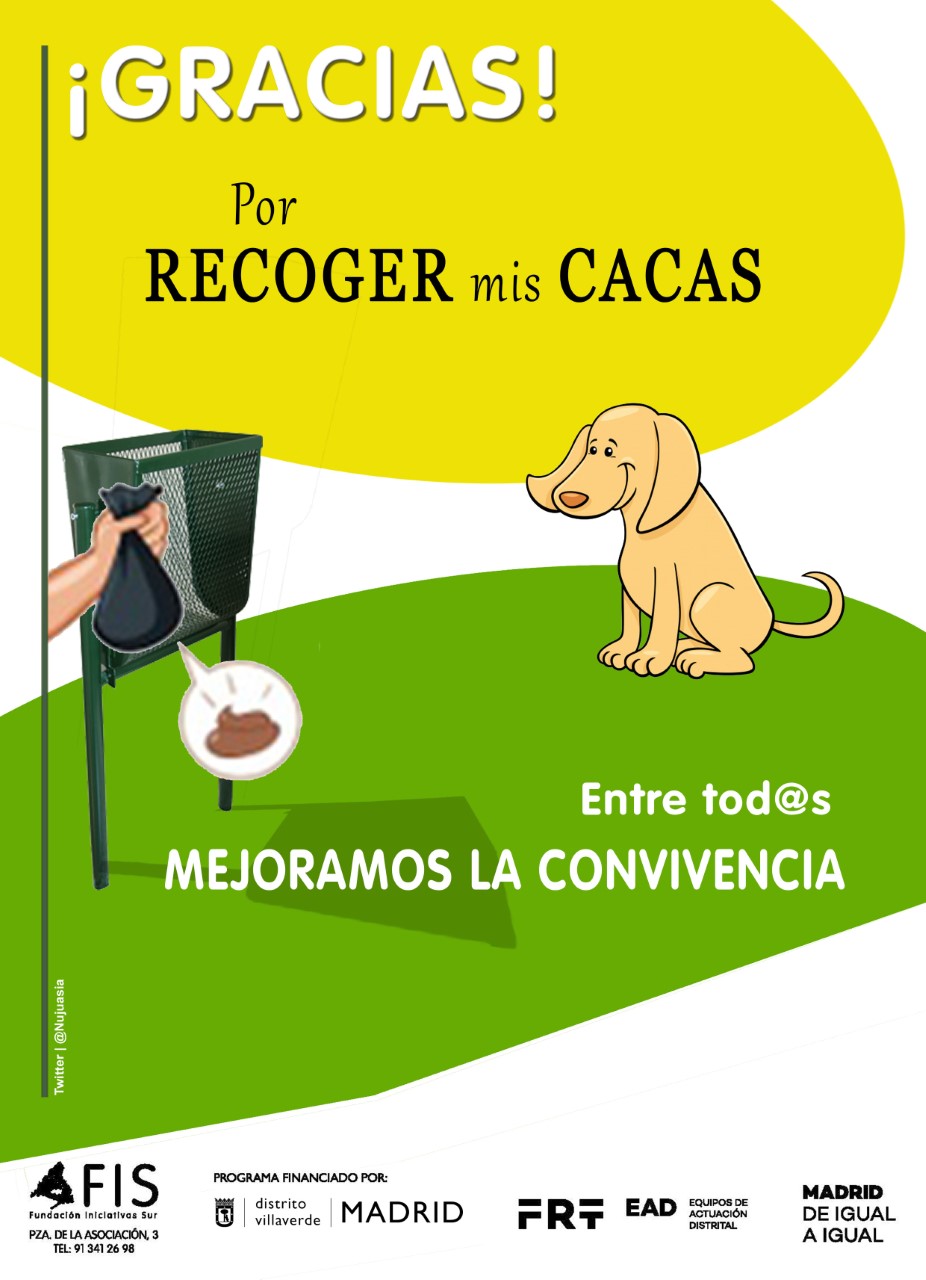 ¡GRACIAS!
Por
RECOGER mis CACAS
Entre tod@s
MEJORAMOS LA CONVIVENCIA
Twitter | @Nujuasia
FIS
Fundación Iniciativas Sur
PZA. DE LA ASOCIACIÓN, 3
TEL: 91 341 26 98
PROGRAMA FINANCIADO POR:
distrito
villaverde
MADRID
FRT
EAD
EQUIPOS DE
ACTUACIÓN
DISTRITAL
MADRID
DE IGUAL
A IGUAL